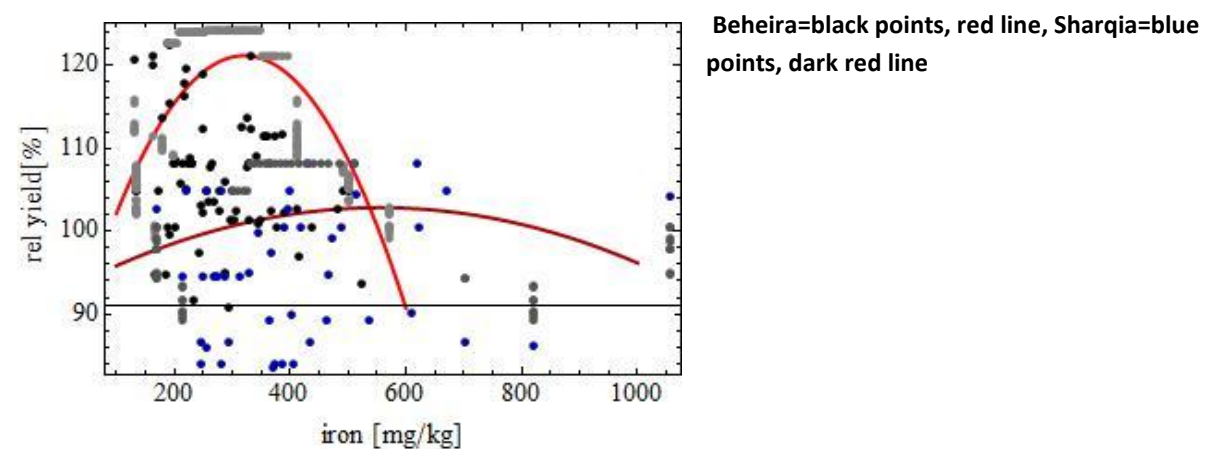 Beheira=black points, red line, Sharqia=blue
points, dark red line
120
110
100
90
rel yield[%]
200 400 600 800 1000
iron [mg/kg]